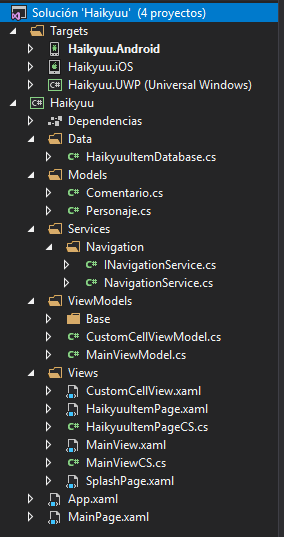 Solución 'Haikyuu' (4 proyectos)
Targets
Haikyuu.Android
Haikyuu.iOS
Haikyuu.UWP (Universal Windows)
C# Haikyuu
Dependencias
Data
C# HaikyuuItemDatabase.cs
Models
C# Comentario.cs
C# Personaje.cs
Services
Navigation
C# INavigationService.cs
C# NavigationService.cs
ViewModels
Base
C# CustomCellViewModel.cs
C# MainViewModel.cs
Views
CustomCellView.xaml
HaikyuuItemPage.xaml
C# HaikyuuItemPageCS.cs
MainView.xaml
C# MainViewCS.cs
SplashPage.xaml
App.xaml
MainPage.xaml